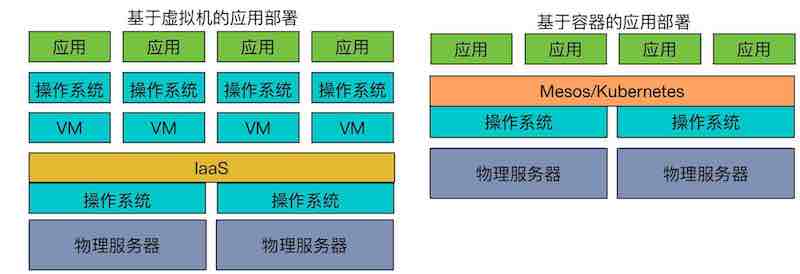 基于虚拟机的应用部署
应用 应用 应用 应用
操作系统 操作系统 操作系统 操作系统
VM VM VM VM
IaaS
操作系统 操作系统
物理服务器 物理服务器
基于容器的应用部署
应用 应用 应用 应用
Mesos/Kubernetes
操作系统 操作系统
物理服务器 物理服务器